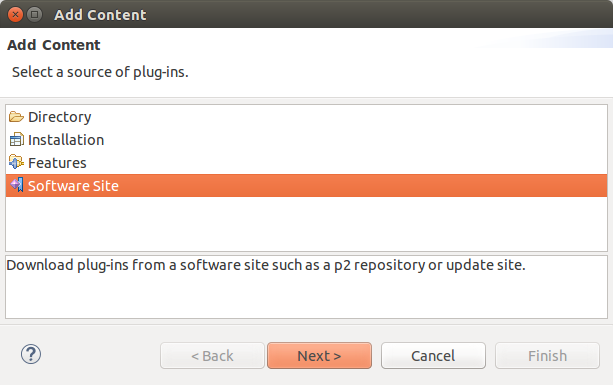 Add Content
Add Content
Select a source of plug-ins.
Directory
Installation
Features
Software Site
Download plug-ins from a software site such as a p2 repository or update site.
?
< Back
Next >
Cancel
Finish